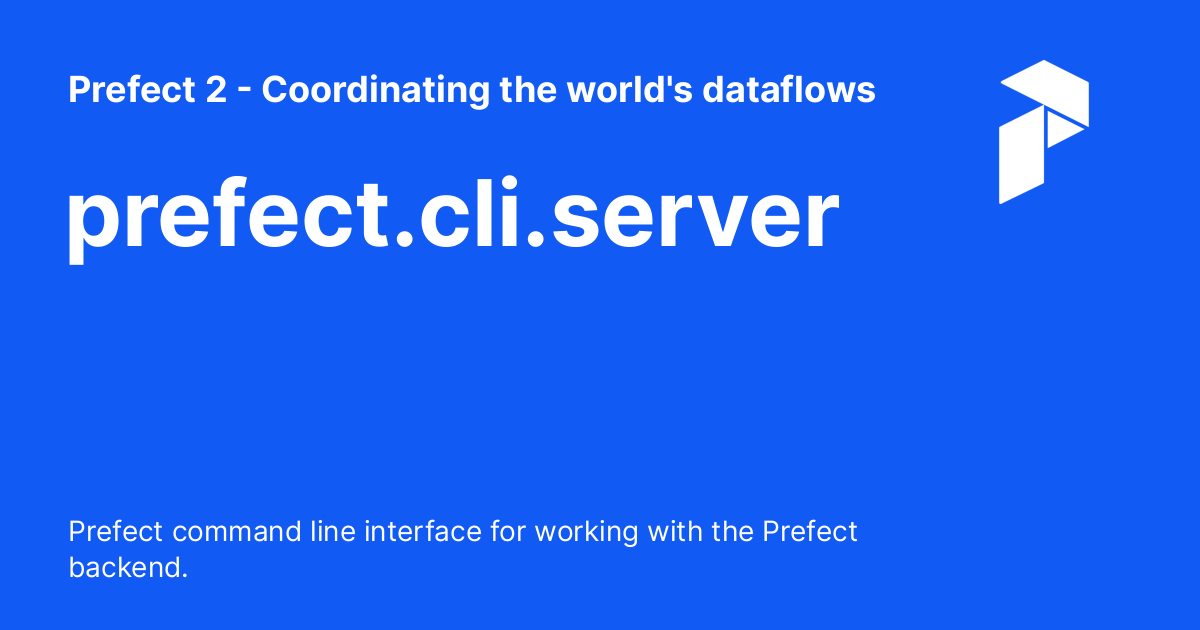 Prefect 2 - Coordinating the world's dataflows
prefect.cli.server
Prefect command line interface for working with the Prefect
backend.